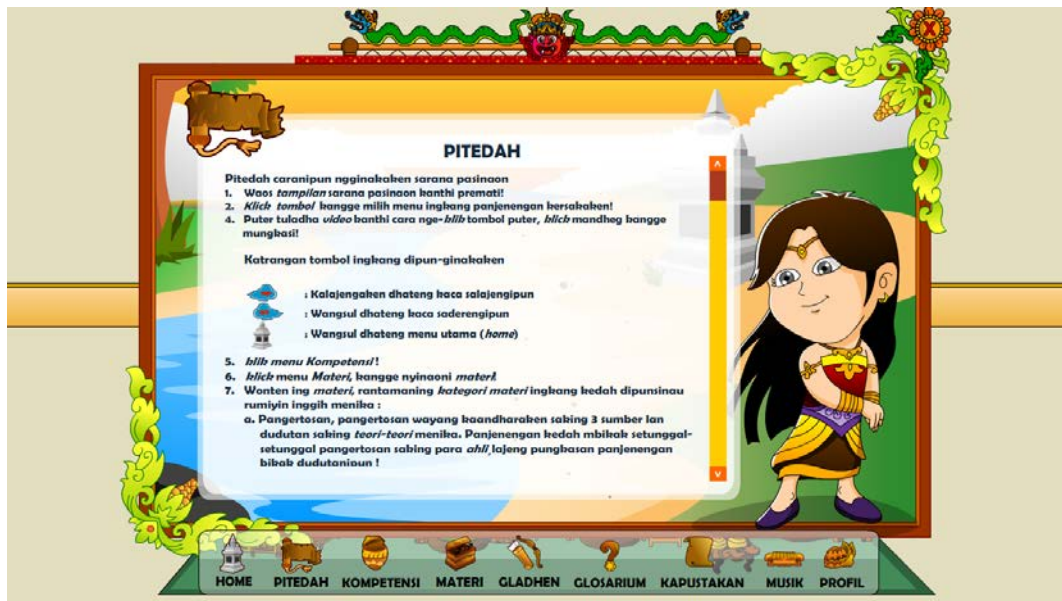 X
PITEDAH
Pitedah caranipun ngginakaken sarana pasinaon
1. Waos tampilan sarana pasinaon kanthi premati!
2. Klick tombol kangge milih menu ingkang panjenengan kersakaken!
4. Puter tuladha video kanthi cara nge-klik tombol puter, klick mandheg kangge
mungkasi!
Katrangan tombol ingkang dipun-ginakaken
: Kalajengaken dhateng kaca salajengipun
: Wangsul dhateng kaca saderengipun
: Wangsul dhateng menu utama (home)
5. klik menu Kompetensi!
6. klick menu Materi, kangge nyinaoni materi!
7. Wonten ing materi, rantamaning kategori materi ingkang kedah dipunsinau
rumiyin inggih menika :
a. Pangertosan, pangertosan wayang kaandharaken saking 3 sumber lan
dudutan saking teori-teori menika. Panjenengan kedah mbikak setunggal-
setunggal pangertosan saking para ahli, lajeng pungkasan panjenengan
bikak dudutanipun !
HOME PITEDAH KOMPETENSI MATERI GLADHEN GLOSARIUM KAPUSTAKAN MUSIK PROFIL